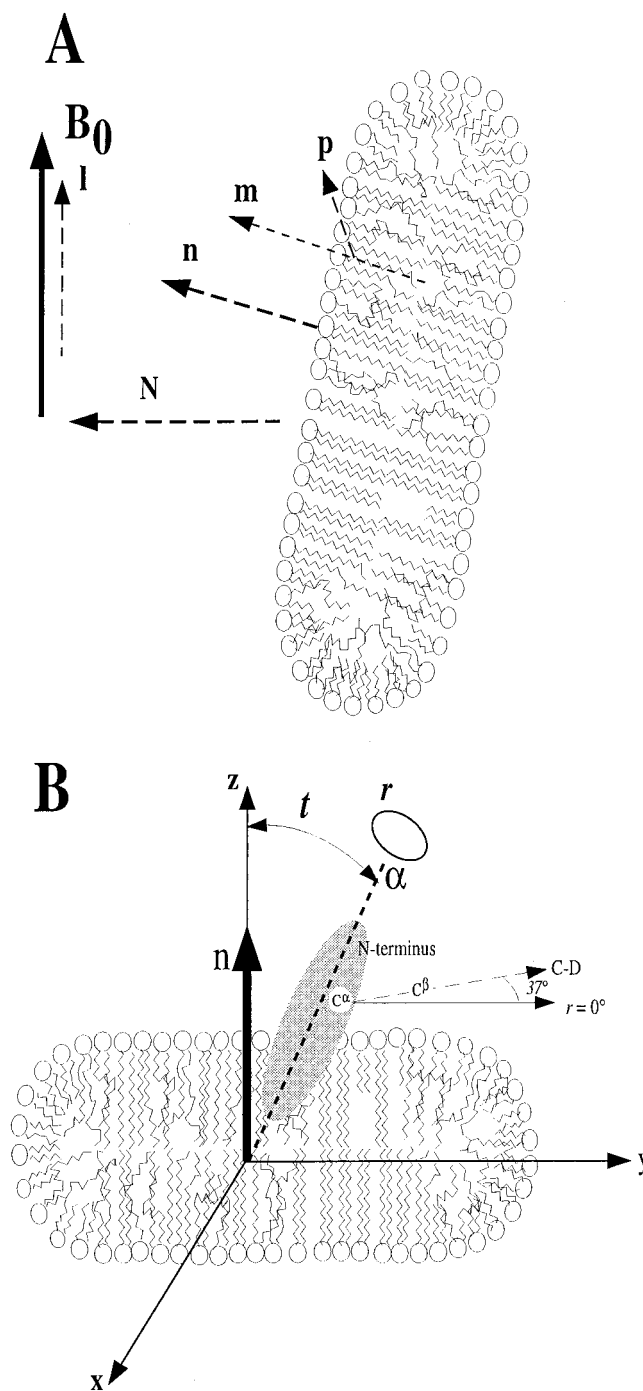 A
B0
l
p
m
n
N
B
z
t
r
α
n
N-terminus
C-D
Cα
Cβ
37°
r = 0°
y
x